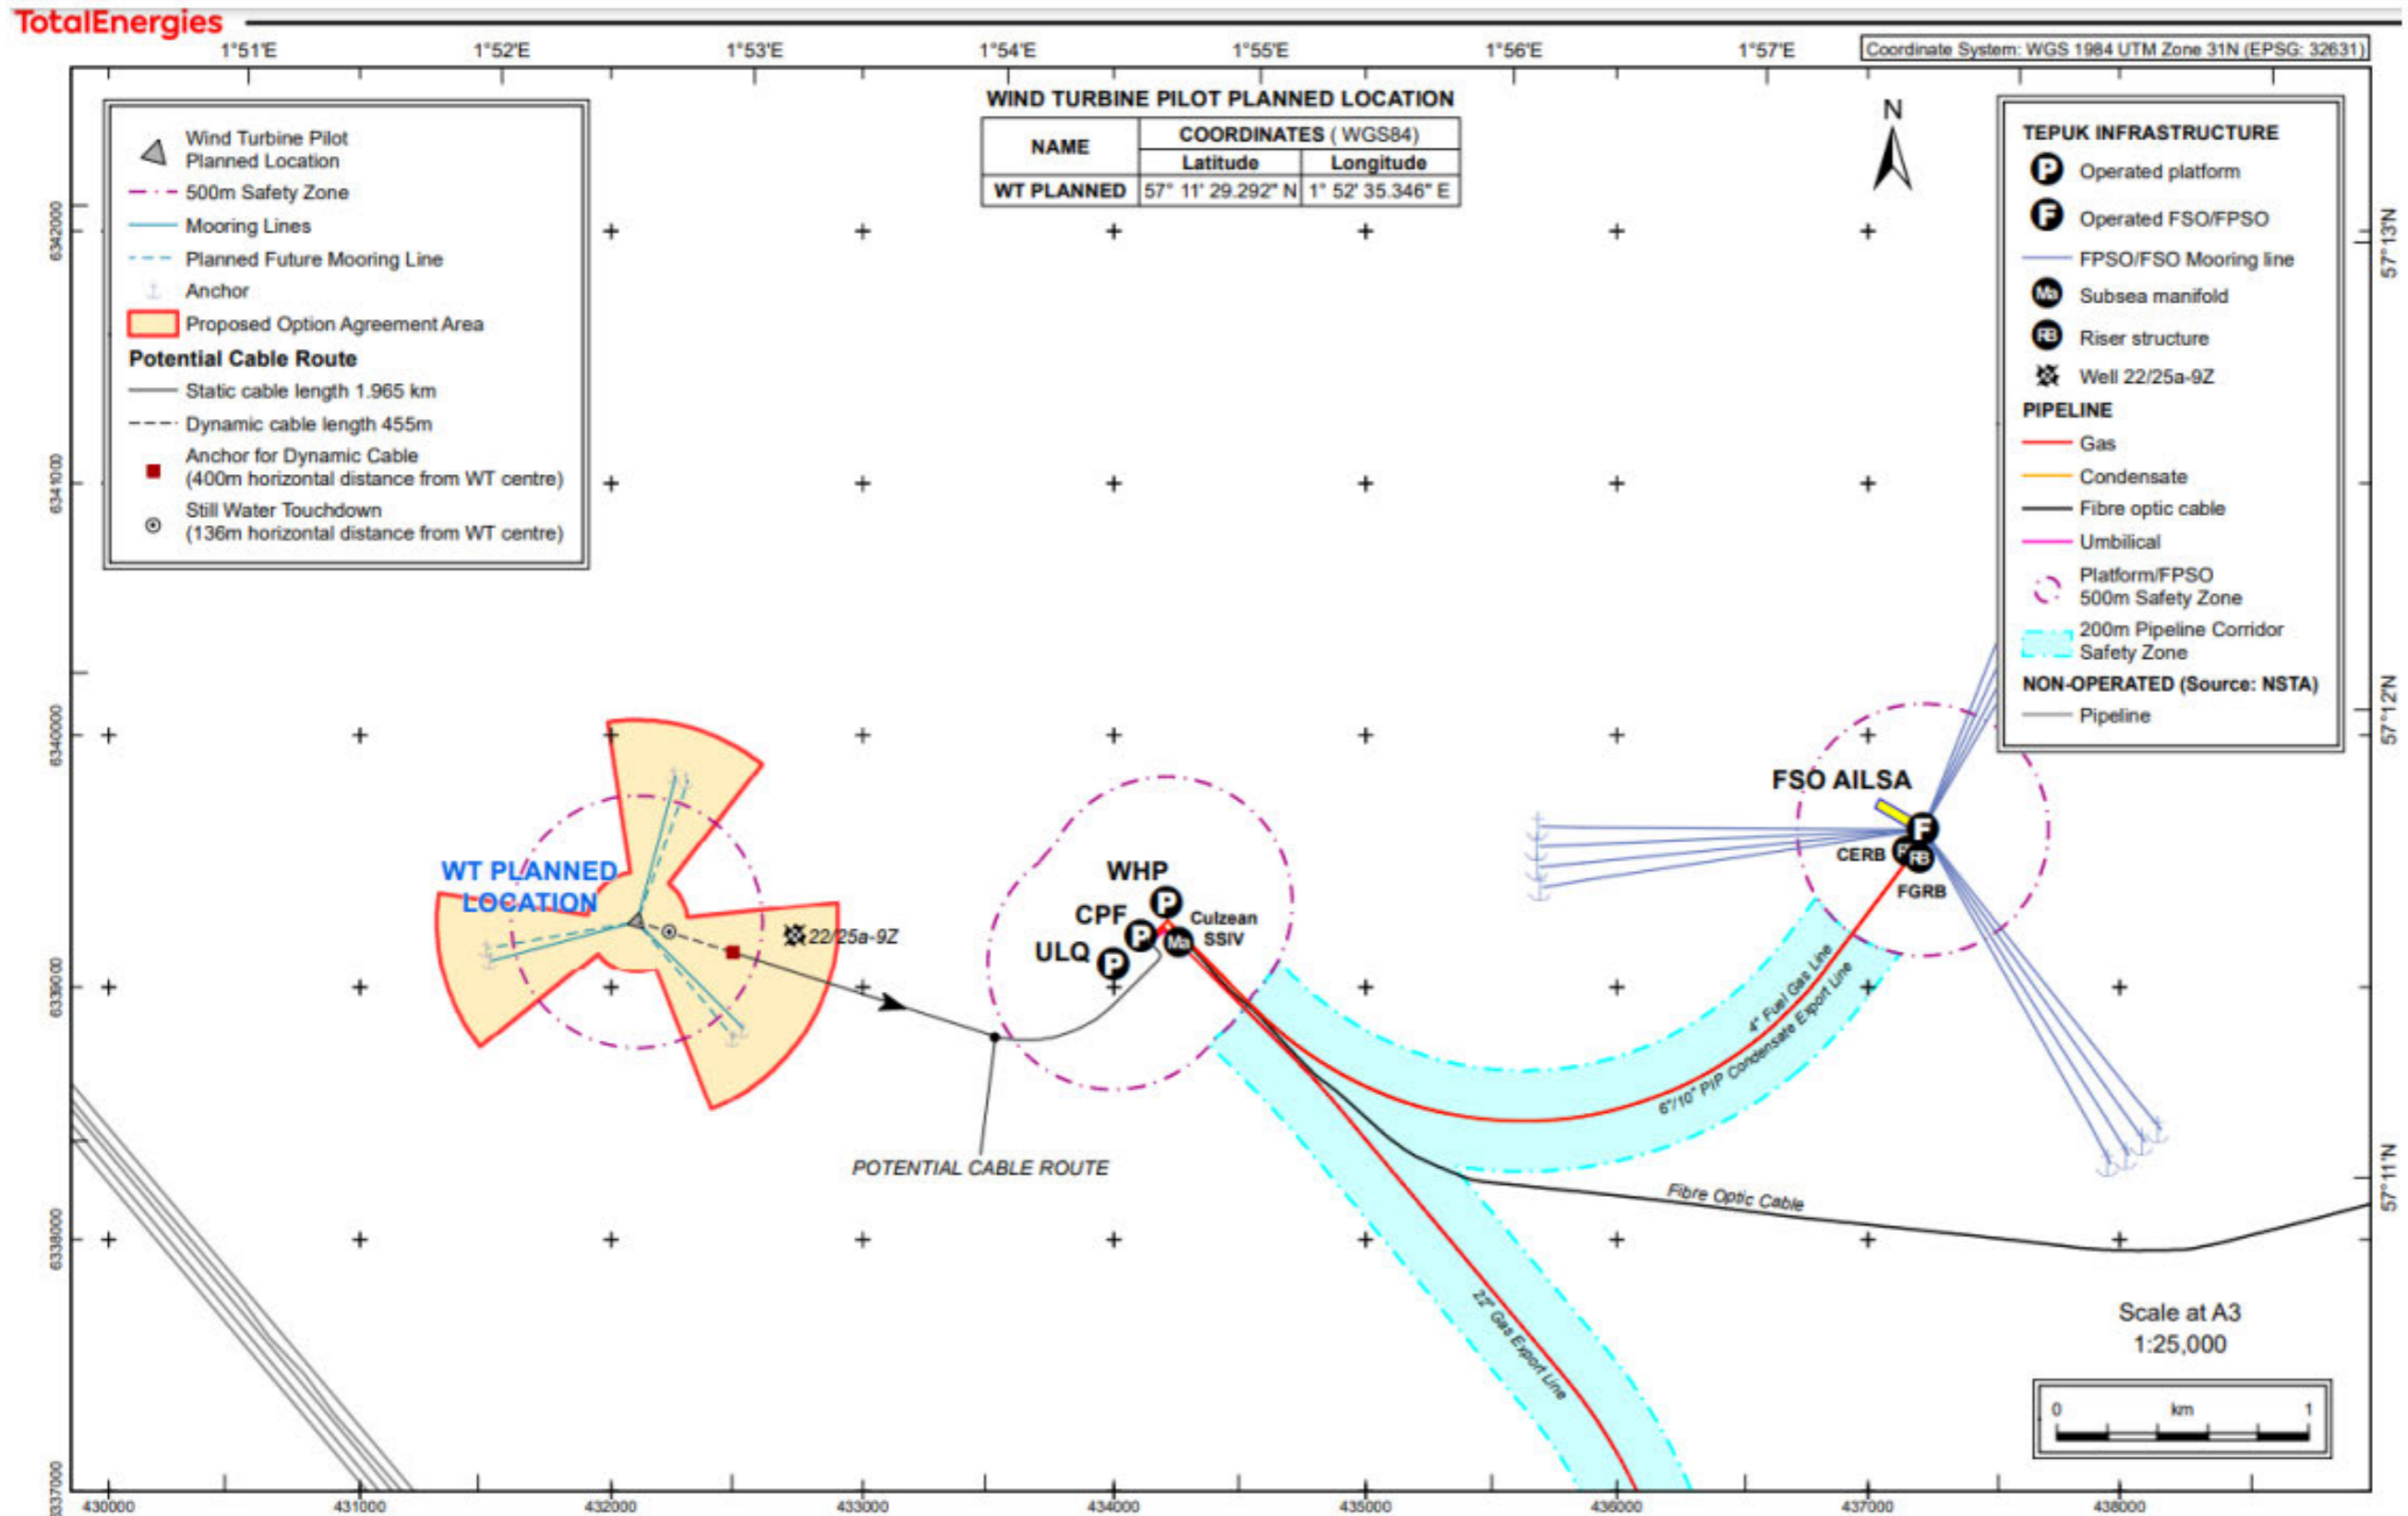 TotalEnergies
1°51'E 1°52'E 1°53'E 1°54'E 1°55'E 1°56'E 1°57'E
Coordinate System: WGS 1984 UTM Zone 31N (EPSG: 32631)
Wind Turbine Pilot
Planned Location
500m Safety Zone
Mooring Lines
Planned Future Mooring Line
Anchor
Proposed Option Agreement Area
Potential Cable Route
Static cable length 1.965 km
Dynamic cable length 455m
Anchor for Dynamic Cable
(400m horizontal distance from WT centre)
Still Water Touchdown
(136m horizontal distance from WT centre)
WIND TURBINE PILOT PLANNED LOCATION
NAME
COORDINATES ( WGS84)
Latitude Longitude
WT PLANNED 57° 11' 29.292" N 1° 52' 35.346" E
N
TEPUK INFRASTRUCTURE
P Operated platform
F Operated FSO/FPSO
FPSO/FSO Mooring line
Ma Subsea manifold
RB Riser structure
Well 22/25a-9Z
PIPELINE
Gas
Condensate
Fibre optic cable
Umbilical
Platform/FPSO
500m Safety Zone
200m Pipeline Corridor
Safety Zone
NON-OPERATED (Source: NSTA)
Pipeline
6342000
6341000
6340000
6339000
6338000
6337000
57°13'N
57°12'N
57°11'N
WT PLANNED
LOCATION
22/25a-9Z
WHP
P
CPF
P
ULQ
P
Ma
Culzean
SSIV
FSO AILSA
F
CERB
RB
FGRB
4" Fuel Gas Line
6"/10" PIP Condensate Export Line
POTENTIAL CABLE ROUTE
Fibre Optic Cable
22" Gas Export Line
Scale at A3
1:25,000
0 km 1
430000 431000 432000 433000 434000 435000 436000 437000 438000